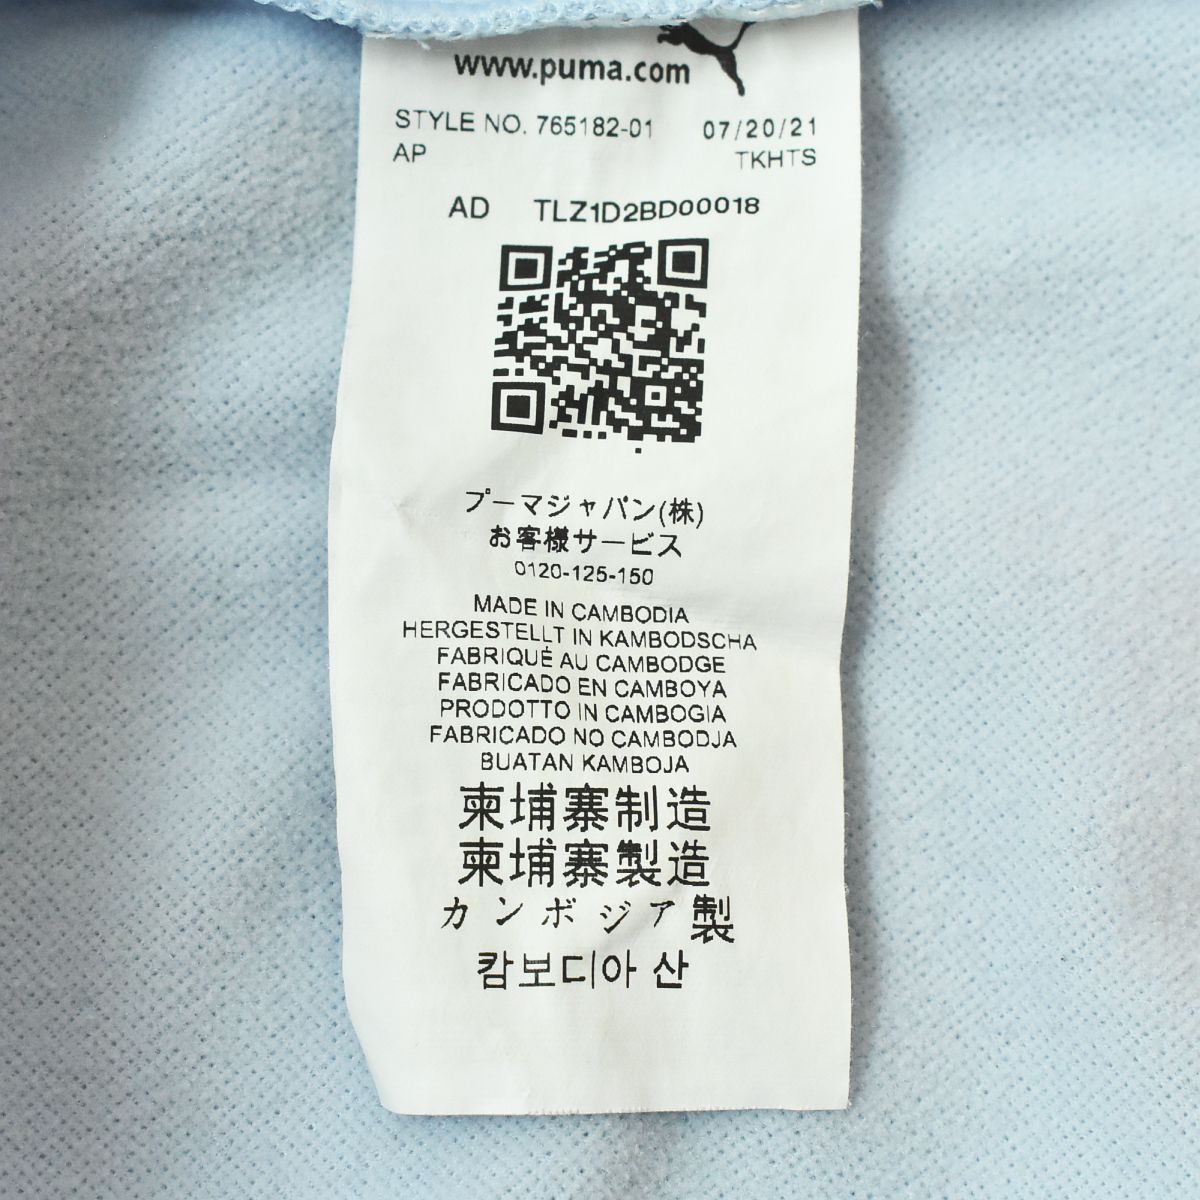 www.puma.com
STYLE NO. 765182-01 07/20/21
AP TKHTS
AD TLZ1D2BD00018
プーマジャパン(株)
お客様サービス
0120-125-150
MADE IN CAMBODIA
HERGESTELLT IN KAMBODSCHA
FABRIQUÉ AU CAMBODGE
FABRICADO EN CAMBOYA
PRODOTTO IN CAMBOGIA
FABRICADO NO CAMBODJA
BUATAN KAMBOJA
柬埔寨制造
柬埔寨製造
カンボジア製
캄보디아 산